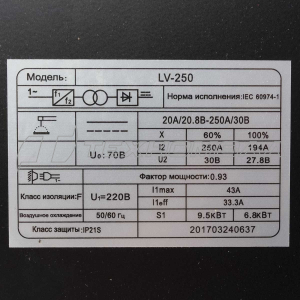 Модель: LV-250
1~ f1 f2 Норма исполнения: IEC 60974-1
20A/20.8B-250A/30B
X 60% 100%
U0: 70B I2 250A 194A
U2 30B 27.8B
Фактор мощности: 0.93
Класс изоляции: F U1=220B I1max 43A
I1eff 33.3A
Воздушное охлаждение 50/60 Гц S1 9.5кВт 6.8кВт
Класс защиты: IP21S 201703240637